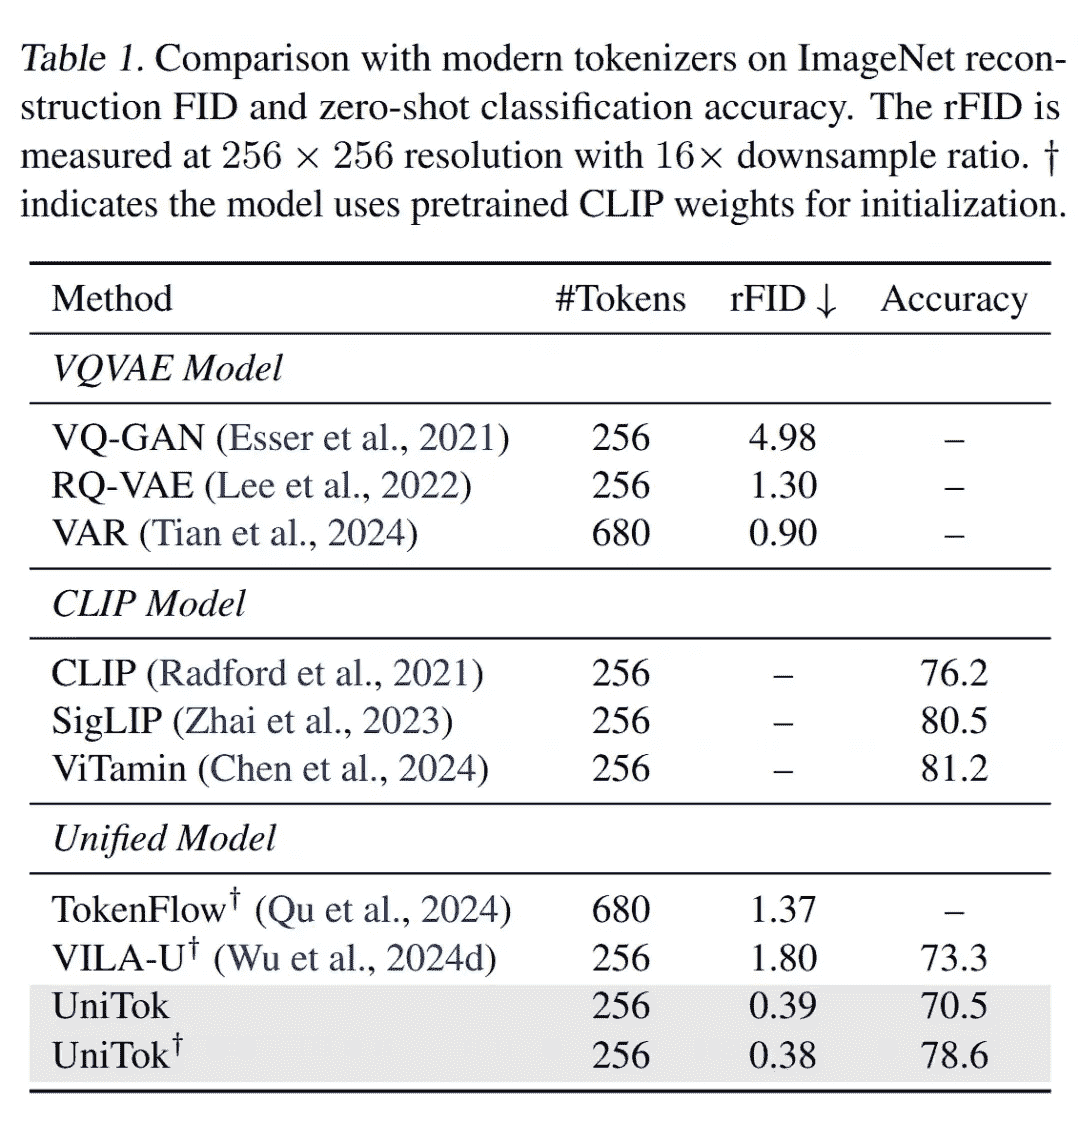 Table 1. Comparison with modern tokenizers on ImageNet recon-
struction FID and zero-shot classification accuracy. The rFID is
measured at 256 × 256 resolution with 16× downsample ratio. †
indicates the model uses pretrained CLIP weights for initialization.
Method #Tokens rFID ↓ Accuracy
VQVAE Model
VQ-GAN (Esser et al., 2021) 256 4.98 –
RQ-VAE (Lee et al., 2022) 256 1.30 –
VAR (Tian et al., 2024) 680 0.90 –
CLIP Model
CLIP (Radford et al., 2021) 256 – 76.2
SigLIP (Zhai et al., 2023) 256 – 80.5
ViTamin (Chen et al., 2024) 256 – 81.2
Unified Model
TokenFlow† (Qu et al., 2024) 680 1.37 –
VILA-U† (Wu et al., 2024d) 256 1.80 73.3
UniTok 256 0.39 70.5
UniTok† 256 0.38 78.6